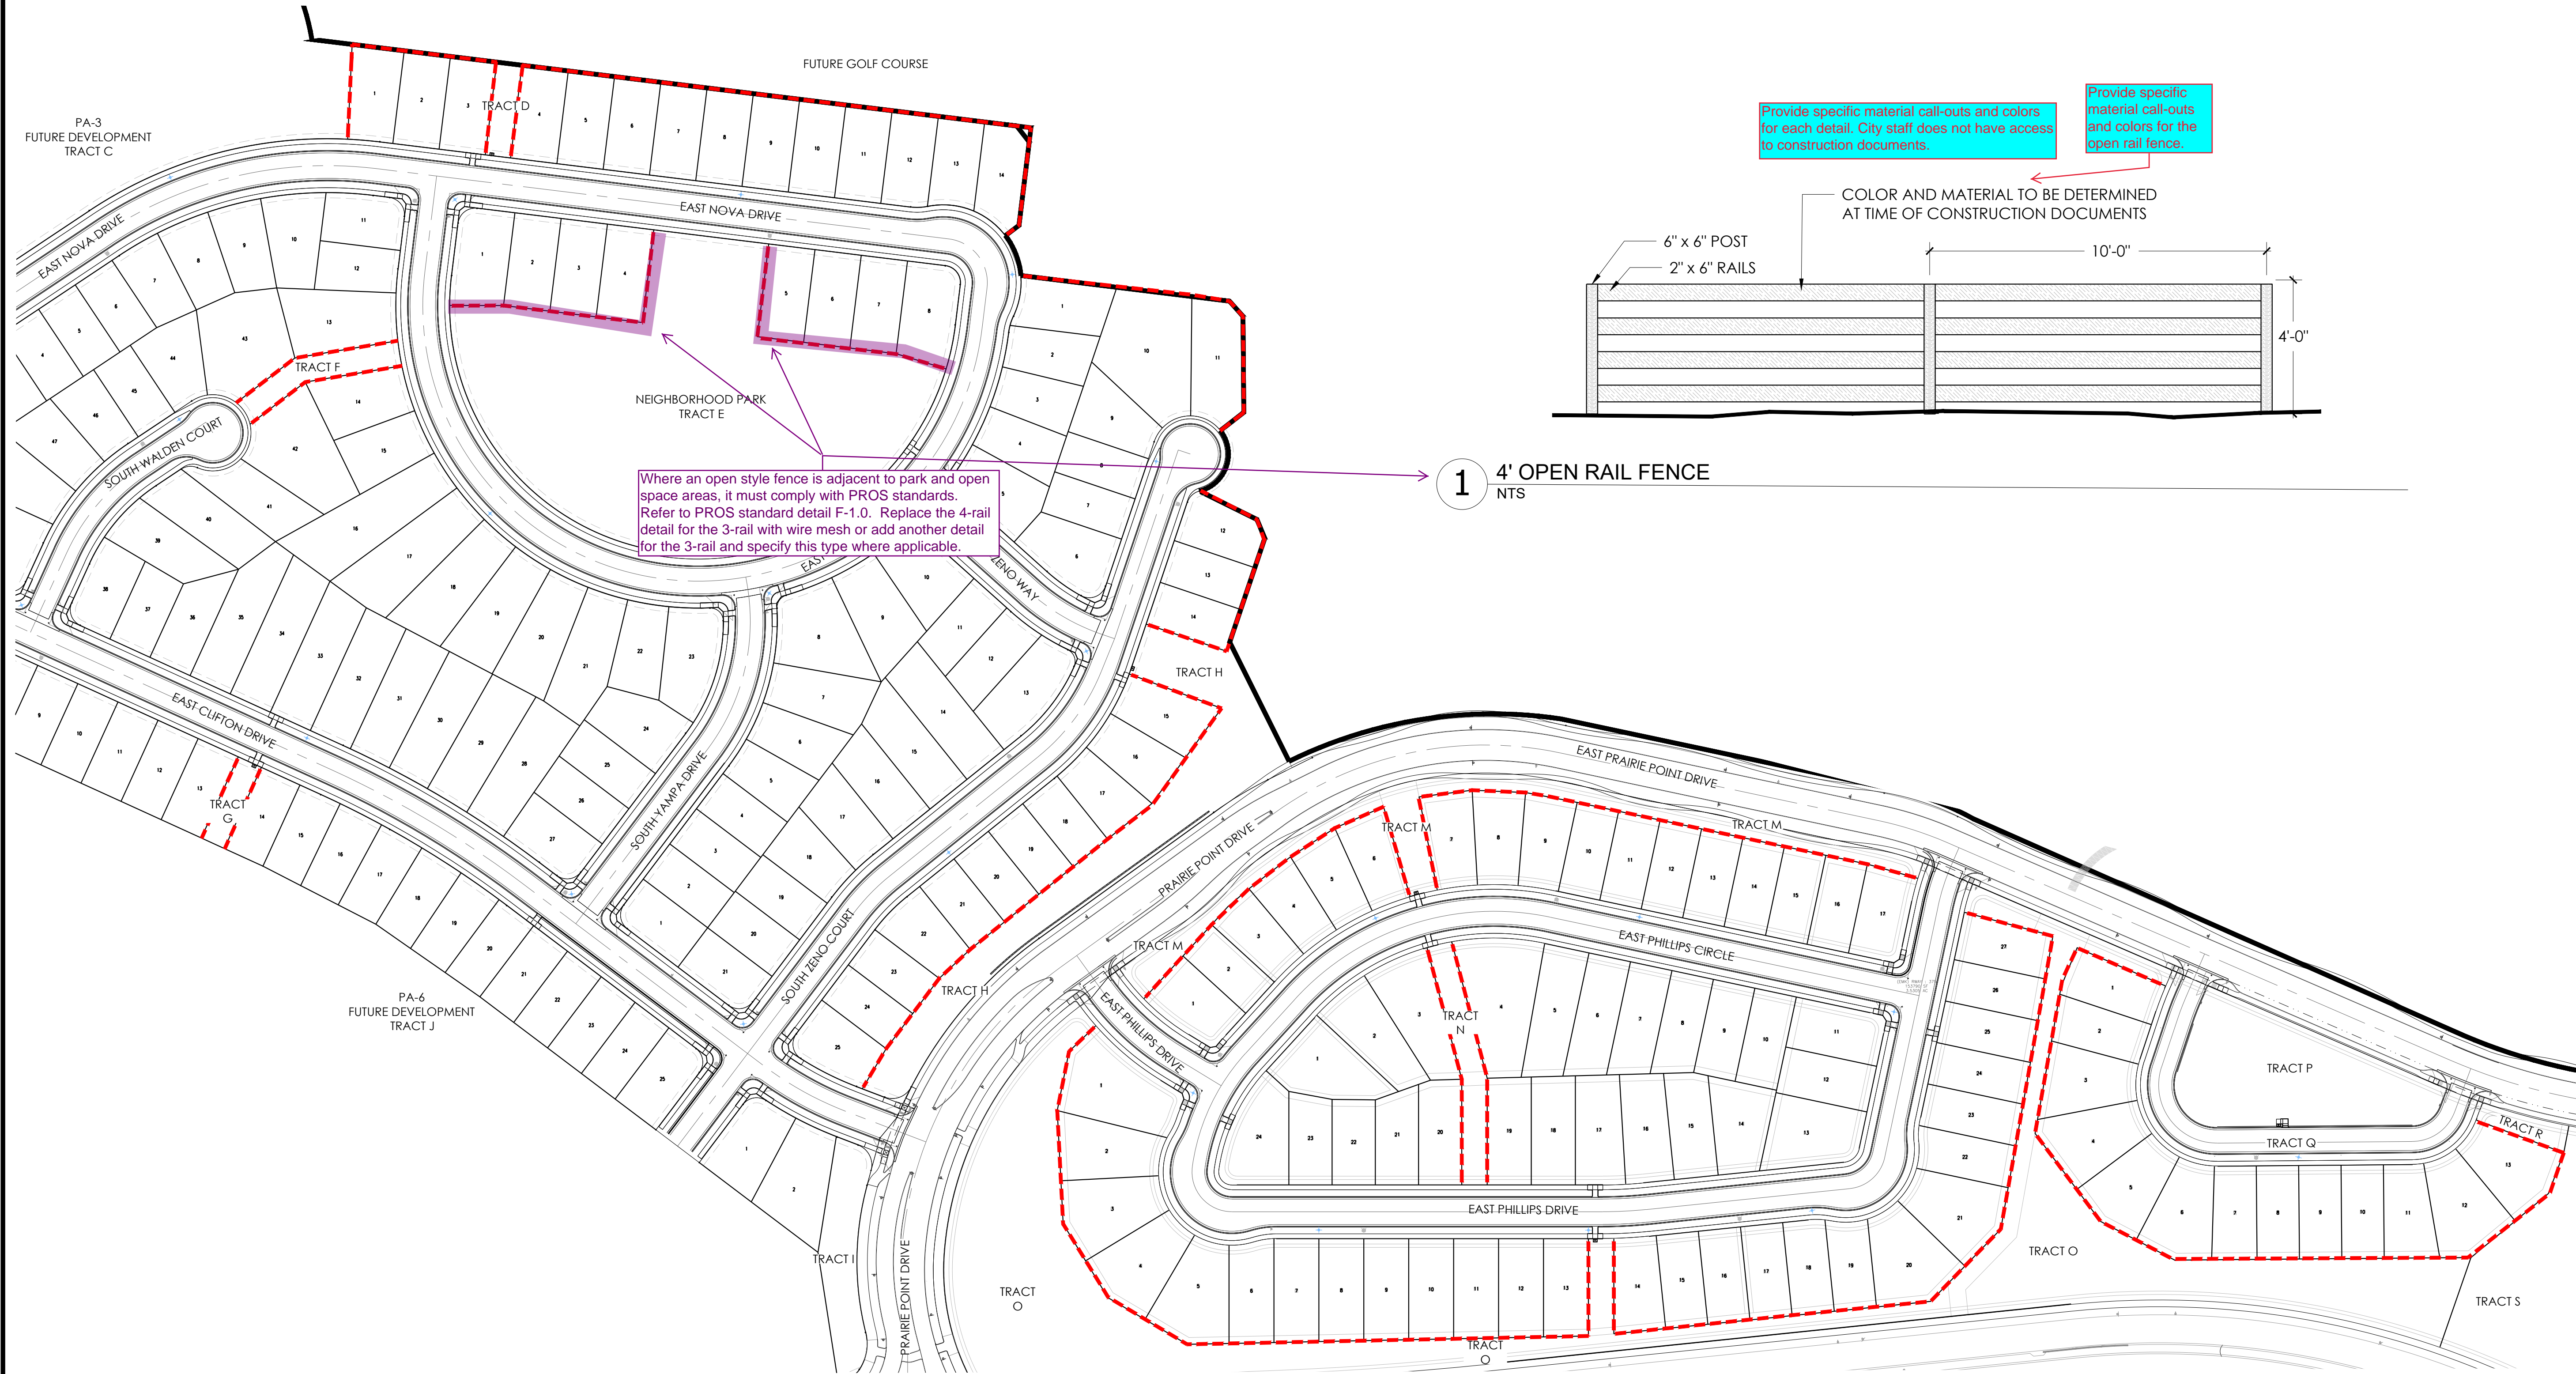 FUTURE GOLF COURSE
PA-3
FUTURE DEVELOPMENT
TRACT C
TRACT D
EAST NOVA DRIVE
EAST NOVA DRIVE
TRACT F
SOUTH WALDEN COURT
NEIGHBORHOOD PARK
TRACT E
Where an open style fence is adjacent to park and open
space areas, it must comply with PROS standards.
Refer to PROS standard detail F-1.0. Replace the 4-rail
detail for the 3-rail with wire mesh or add another detail
for the 3-rail and specify this type where applicable.
Provide specific material call-outs and colors
for each detail. City staff does not have access
to construction documents.
Provide specific
material call-outs
and colors for the
open rail fence.
COLOR AND MATERIAL TO BE DETERMINED
AT TIME OF CONSTRUCTION DOCUMENTS
6" x 6" POST
2" x 6" RAILS
10'-0"
4'-0"
1
4' OPEN RAIL FENCE
NTS
EAST
ZENO WAY
TRACT H
EAST CLIFTON DRIVE
TRACT
G
SOUTH YAMPA DRIVE
SOUTH ZENO COURT
TRACT H
PA-6
FUTURE DEVELOPMENT
TRACT J
EAST PRAIRIE POINT DRIVE
PRAIRIE POINT DRIVE
TRACT M
TRACT M
TRACT M
EAST PHILLIPS CIRCLE
EAST PHILLIPS DRIVE
TRACT
N
EAST PHILLIPS DRIVE
TRACT P
TRACT Q
TRACT R
TRACT O
TRACT S
TRACT I
PRAIRIE POINT DRIVE
TRACT
O
TRACT
O